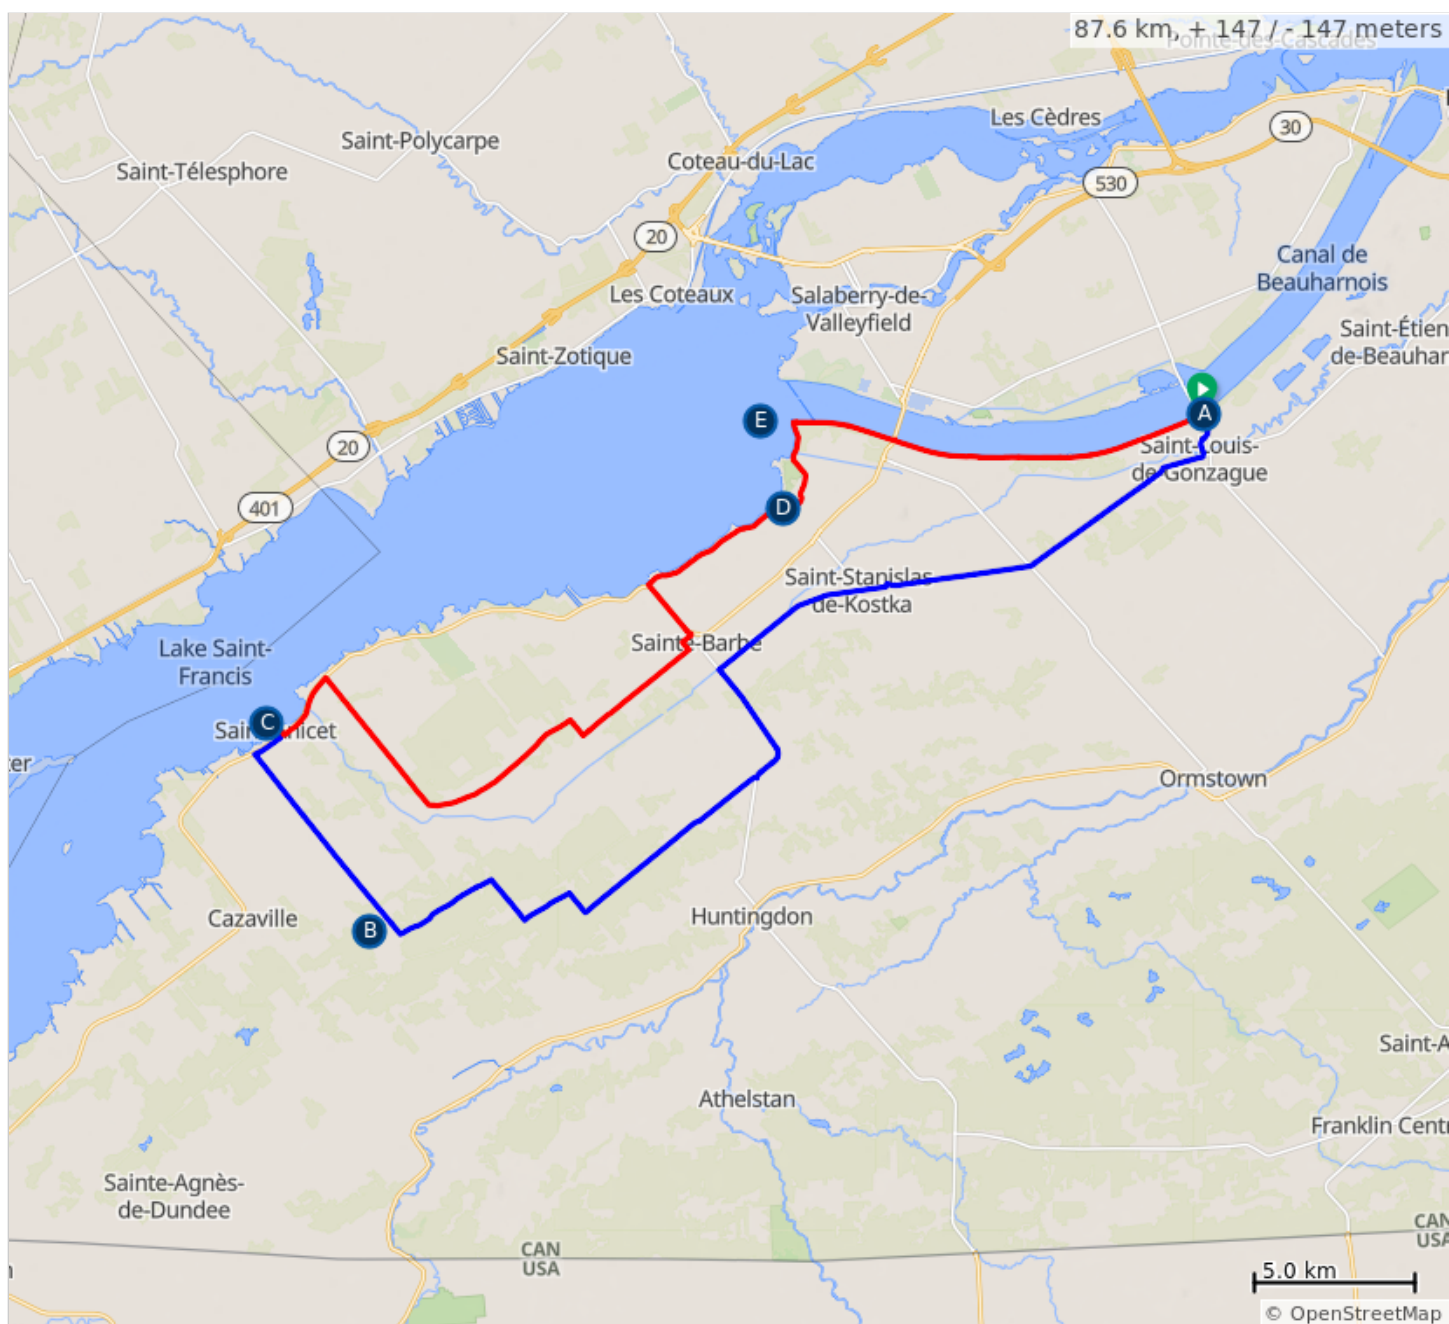 87.6 km, + 147 / - 147 meters
Pointe-des-Cascades
Les Cèdres
30
Saint-Polycarpe
Coteau-du-Lac
Saint-Télesphore
530
20
Canal de
Beauharnois
Les Coteaux
Salaberry-de-
Valleyfield
Saint-Étien
de-Beauhar
Saint-Zotique
A
E
20
Saint-Louis-
de-Gonzague
401
D
Saint-Stanislas-
de-Kostka
Lake Saint-
Francis
Sainte-Barbe
C
Saint-Anicet
er
Ormstown
Cazaville
B
Huntingdon
Saint-A
Athelstan
Franklin Centr
Sainte-Agnès-
de-Dundee
CAN
USA
CAN
USA
n
5.0 km
© OpenStreetMap